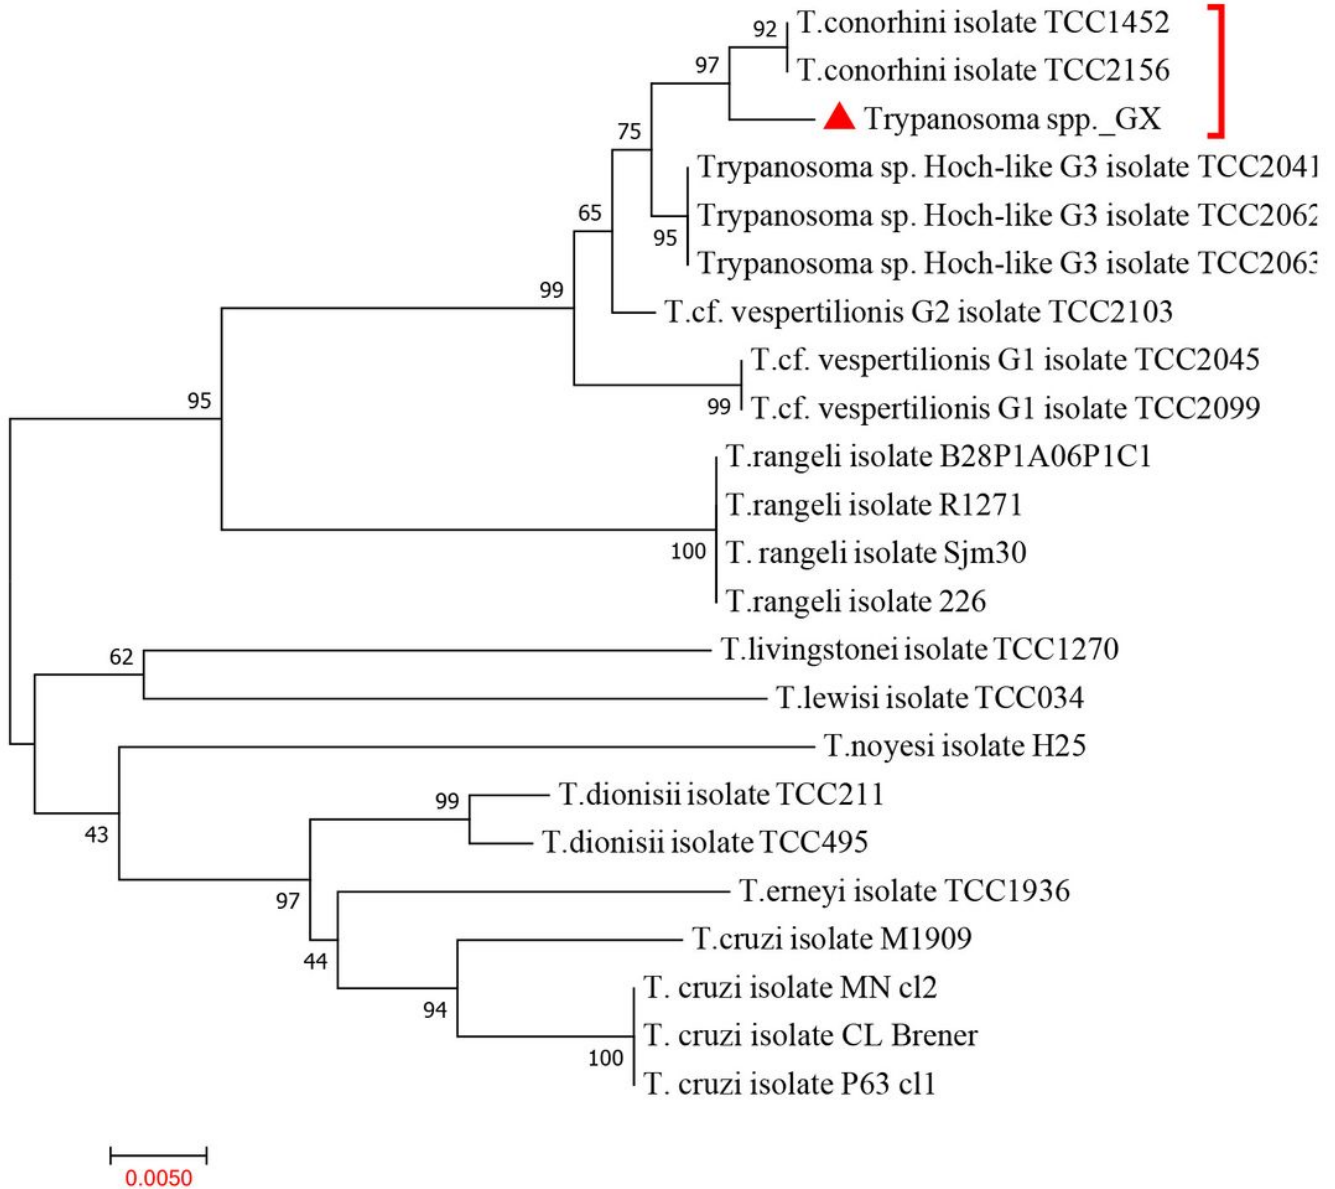 T.conorhini isolate TCC1452
92
T.conorhini isolate TCC2156
97
Trypanosoma spp._GX
75
Trypanosoma sp. Hoch-like G3 isolate TCC2041
65
Trypanosoma sp. Hoch-like G3 isolate TCC2062
95
Trypanosoma sp. Hoch-like G3 isolate TCC2063
99
T.cf. vespertilionis G2 isolate TCC2103
T.cf. vespertilionis G1 isolate TCC2045
95
99
T.cf. vespertilionis G1 isolate TCC2099
T.rangeli isolate B28P1A06P1C1
T.rangeli isolate R1271
100
T. rangeli isolate Sjm30
T.rangeli isolate 226
62
T.livingstonei isolate TCC1270
T.lewisi isolate TCC034
T.noyesi isolate H25
99
T.dionisii isolate TCC211
43
T.dionisii isolate TCC495
97
T.erneyi isolate TCC1936
44
T.cruzi isolate M1909
94
T. cruzi isolate MN cl2
T. cruzi isolate CL Brener
100
T. cruzi isolate P63 cl1
0.0050